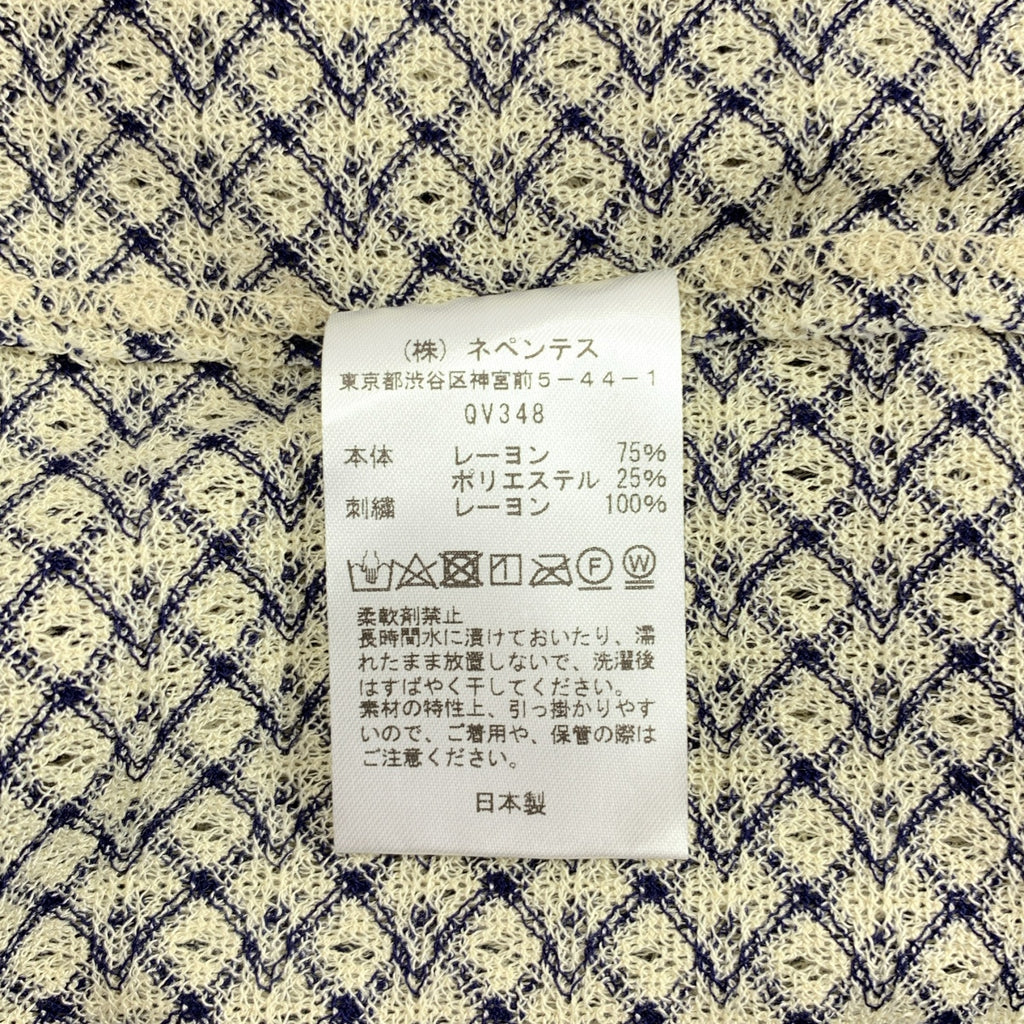 （株）ネペンテス
東京都渋谷区神宮前5－44－1
QV348
本体 レーヨン 75%
ポリエステル 25%
刺繍 レーヨン 100%
F W
柔軟剤禁止
長時間水に漬けておいたり、濡
れたまま放置しないで、洗濯後
はすばやく干してください。
素材の特性上、引っ掛かりやす
いので、ご着用や、保管の際は
ご注意ください。
日本製